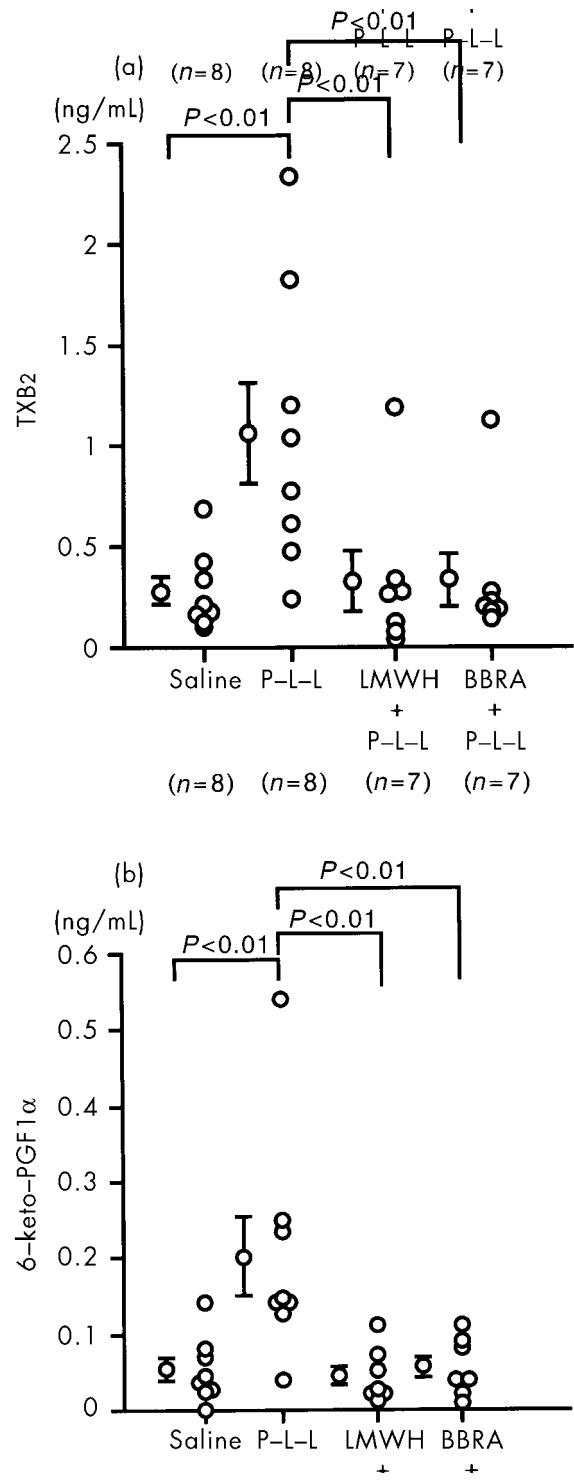 P<0.01
P–L–L P–L–L
(a) (n=8) (n=8) (n=7) (n=7)
P<0.01
(ng/mL) P<0.01
2.5
2
1.5
1
0.5
0
TXB2
Saline P–L–L LMWH BBRA
+ +
P–L–L P–L–L
(n=8) (n=8) (n=7) (n=7)
(b) P<0.01
(ng/mL) P<0.01
P<0.01
0.6
0.5
0.4
0.3
0.2
0.1
0
6–keto–PGF1α
Saline P–L–L LMWH BBRA
+ +